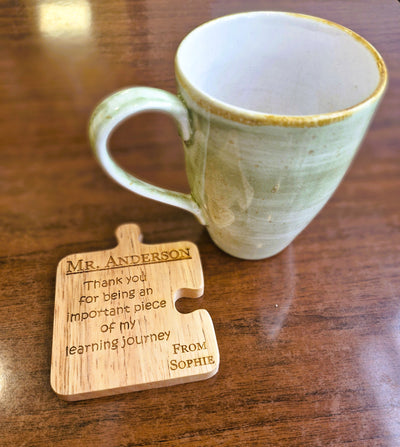 MR. ANDERSON
Thank you
for being an
important piece
of my
learning journey
FROM
SOPHIE